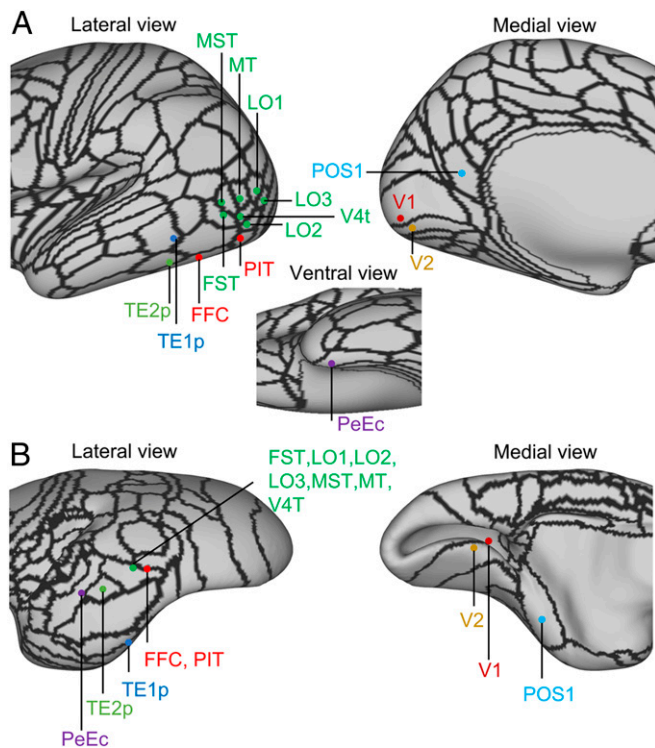 A
Lateral view
Medial view
MST
MT
LO1
POS1
LO3
V1
V4t
LO2
V2
PIT
Ventral view
FST
TE2p
FFC
TE1p
PeEc
B
Lateral view
FST,LO1,LO2,
LO3,MST,MT,
V4T
Medial view
V2
FFC, PIT
V1
TE1p
POS1
TE2p
PeEc